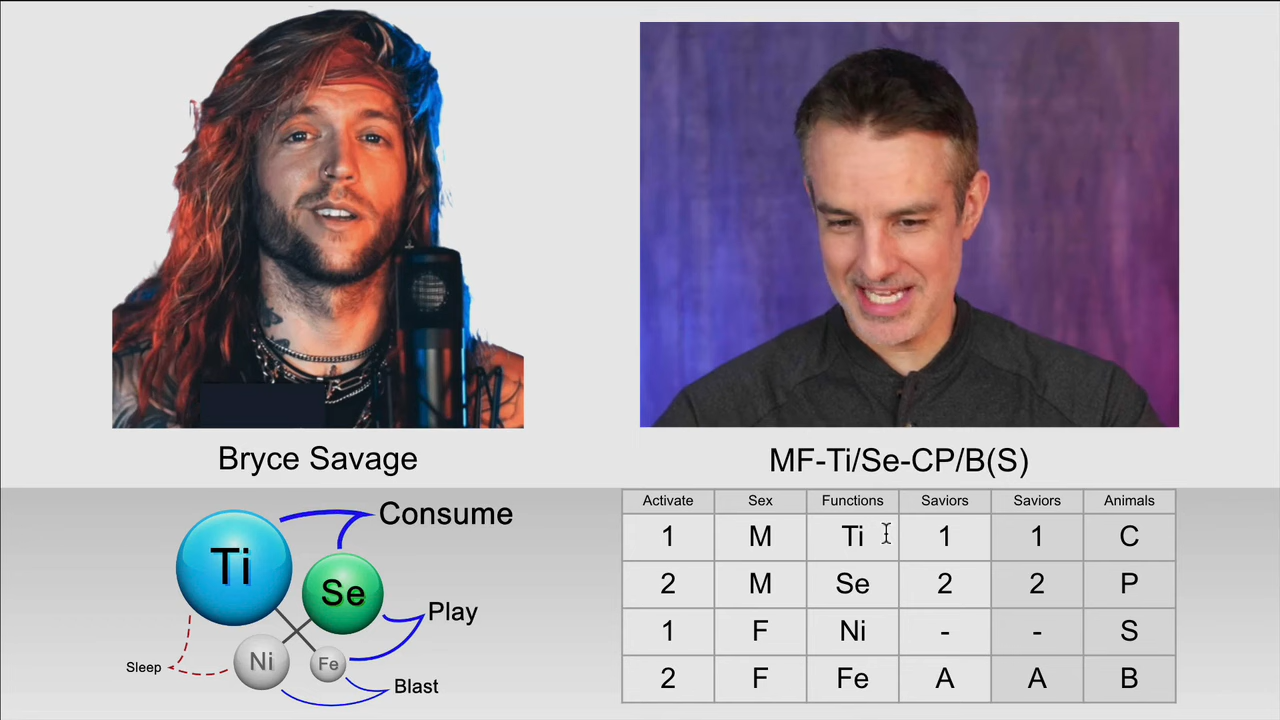 Bryce Savage
MF-Ti/Se-CP/B(S)
Ti
Se
Ni
Fe
Consume
Play
Sleep
Blast
Activate Sex Functions Saviors Saviors Animals
1 M Ti 1 1 C
2 M Se 2 2 P
1 F Ni - - S
2 F Fe A A B